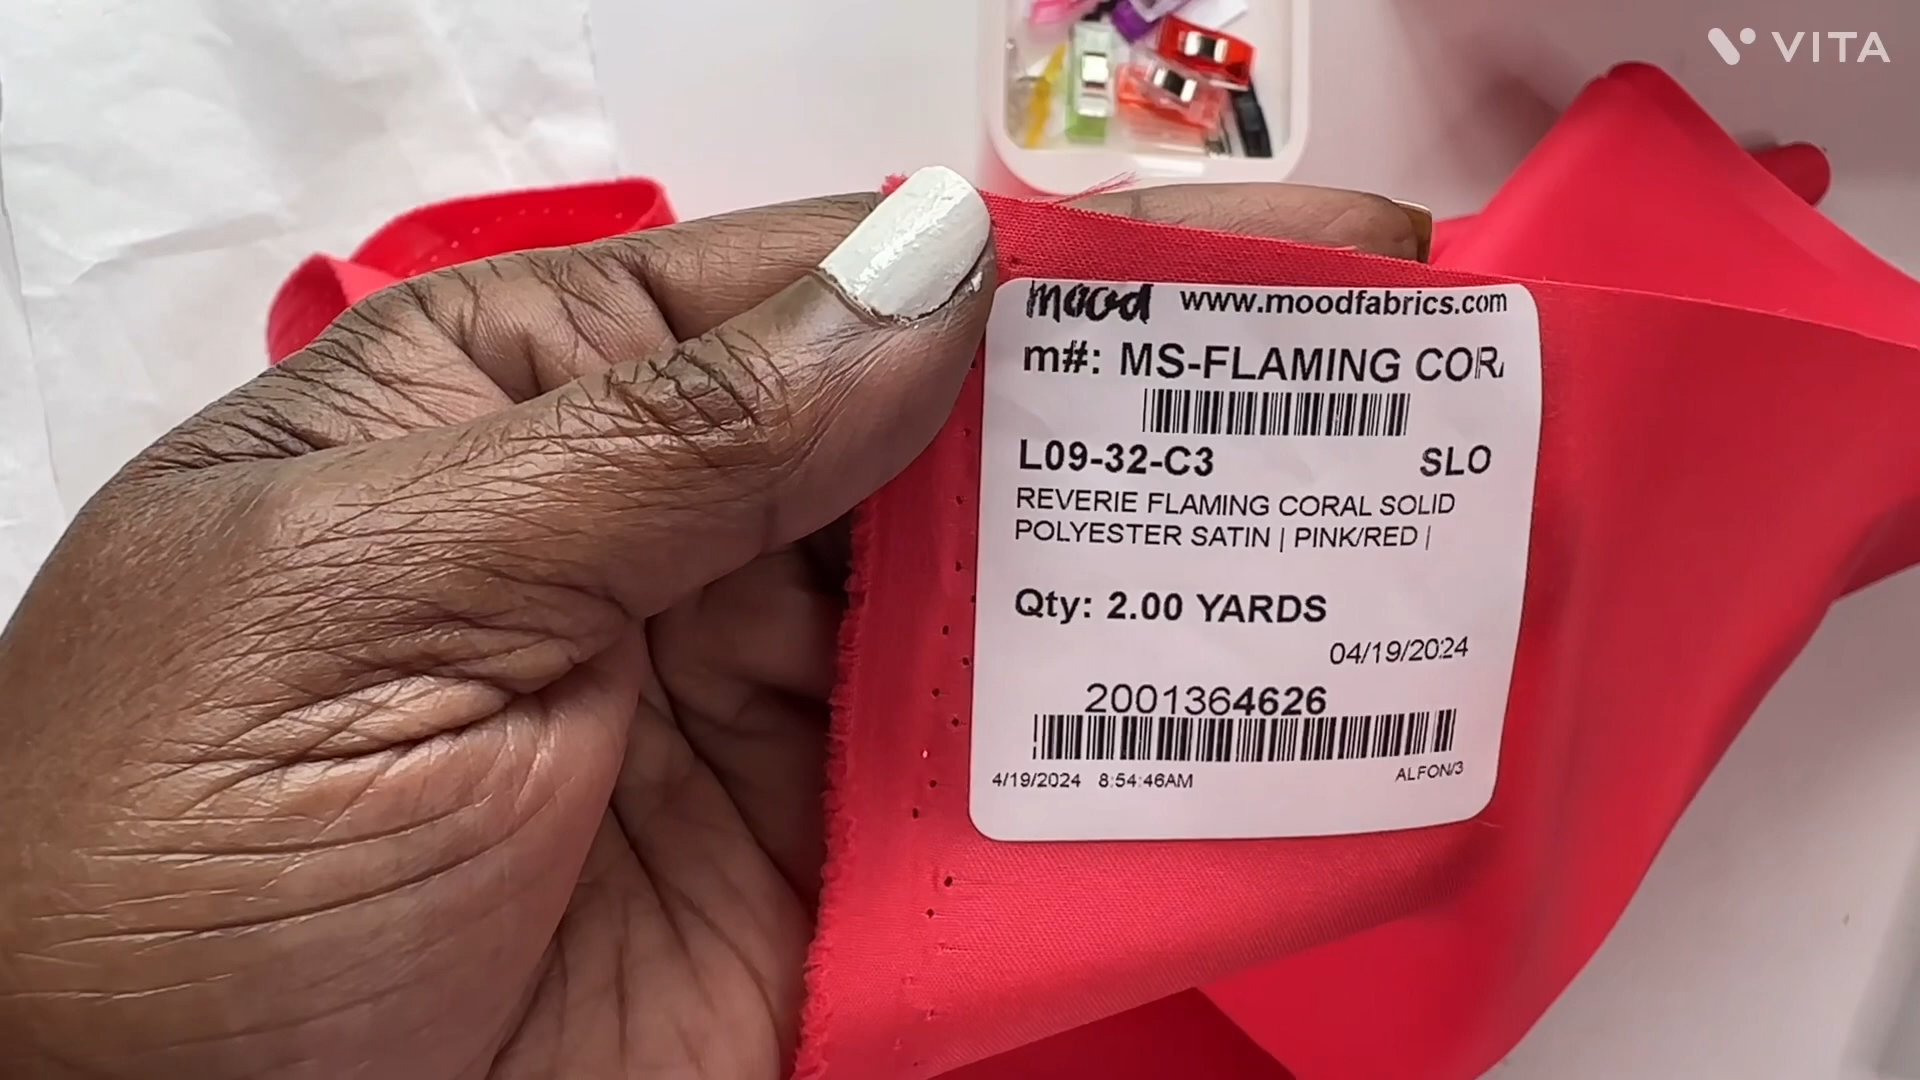 VITA
mood www.moodfabrics.com
m#: MS-FLAMING COR
L09-32-C3 SLO
REVERIE FLAMING CORAL SOLID
POLYESTER SATIN | PINK/RED |
Qty: 2.00 YARDS
04/19/2024
2001364626
4/19/2024 8:54:46AM ALFON/3